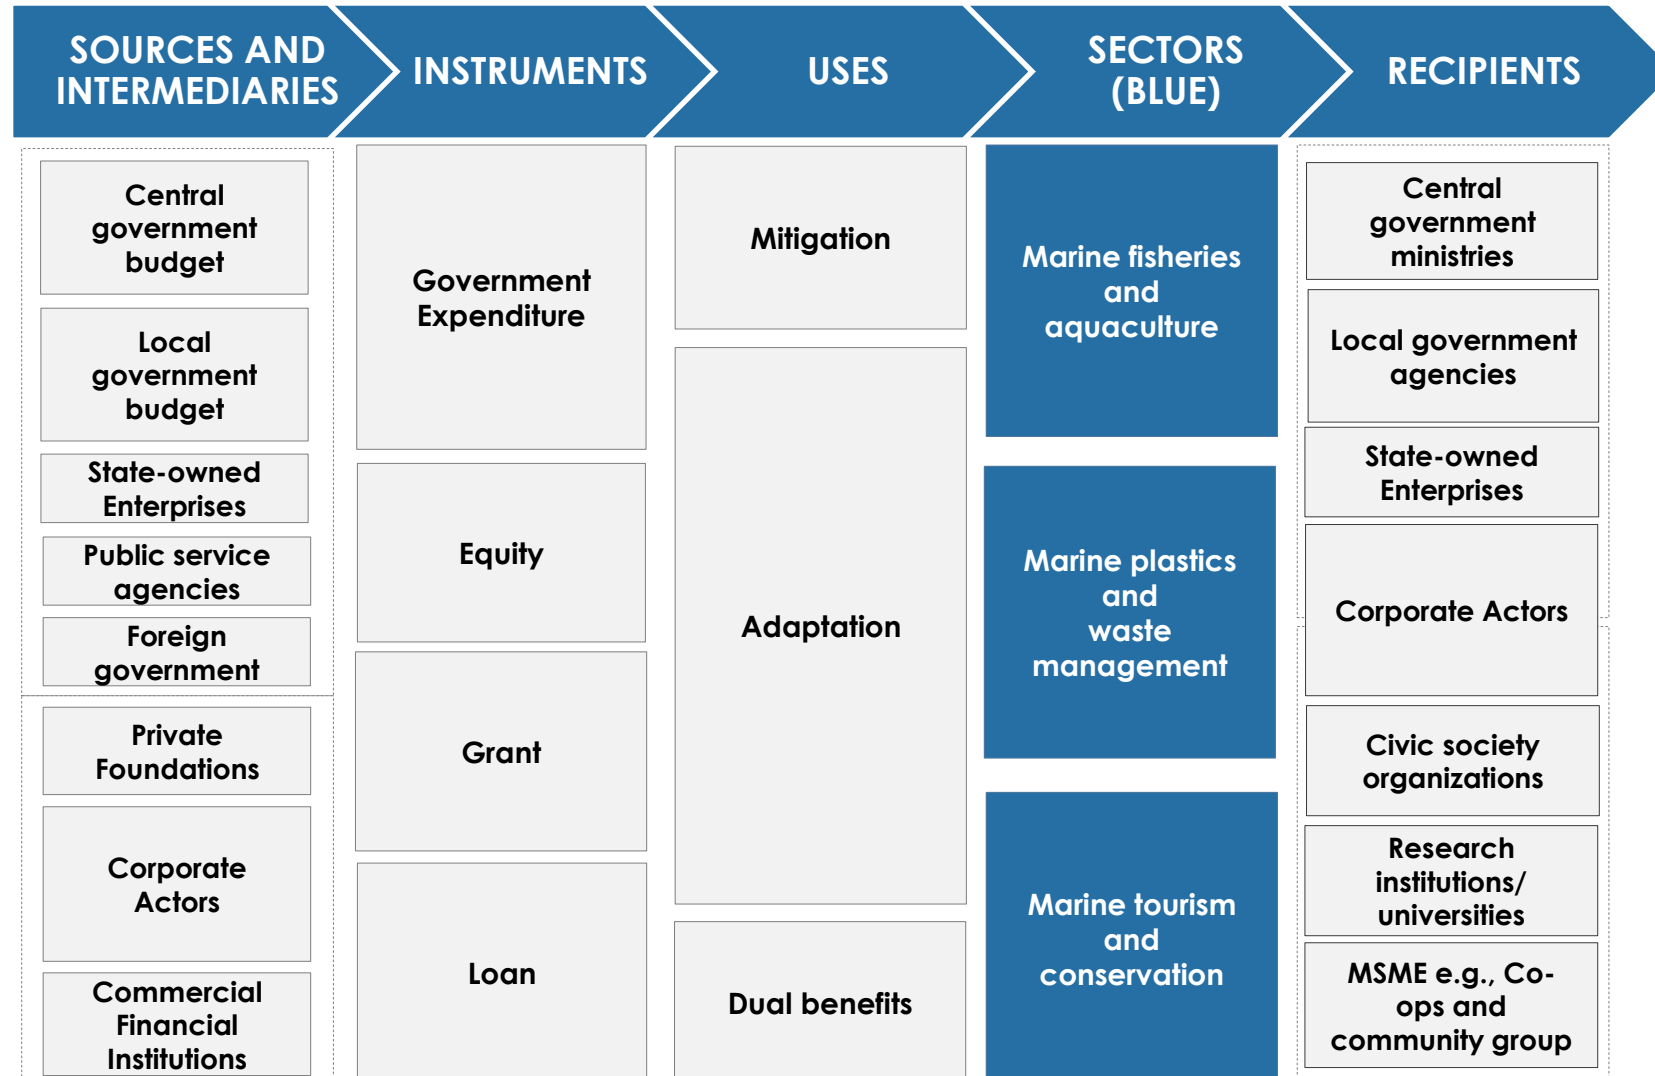 SOURCES AND
INTERMEDIARIES
INSTRUMENTS
USES
SECTORS
(BLUE)
RECIPIENTS
Central
government
budget
Local
government
budget
State-owned
Enterprises
Public service
agencies
Foreign
government
Private
Foundations
Corporate
Actors
Commercial
Financial
Institutions
Government
Expenditure
Equity
Grant
Loan
Mitigation
Adaptation
Dual benefits
Marine fisheries
and
aquaculture
Marine plastics
and
waste
management
Marine tourism
and
conservation
Central
government
ministries
Local government
agencies
State-owned
Enterprises
Corporate Actors
Civic society
organizations
Research
institutions/
universities
MSME e.g., Co-
ops and
community group